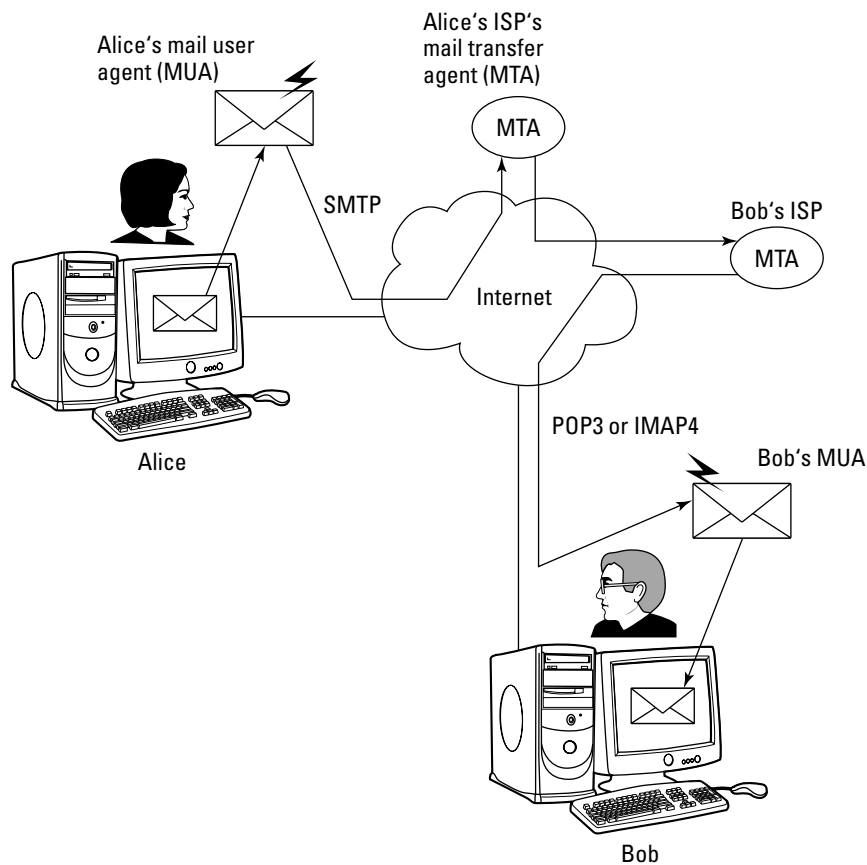 Alice‘s mail user
agent (MUA)
Alice‘s ISP‘s
mail transfer
agent (MTA)
MTA
SMTP
Bob‘s ISP
MTA
Internet
POP3 or IMAP4
Bob‘s MUA
Alice
Bob